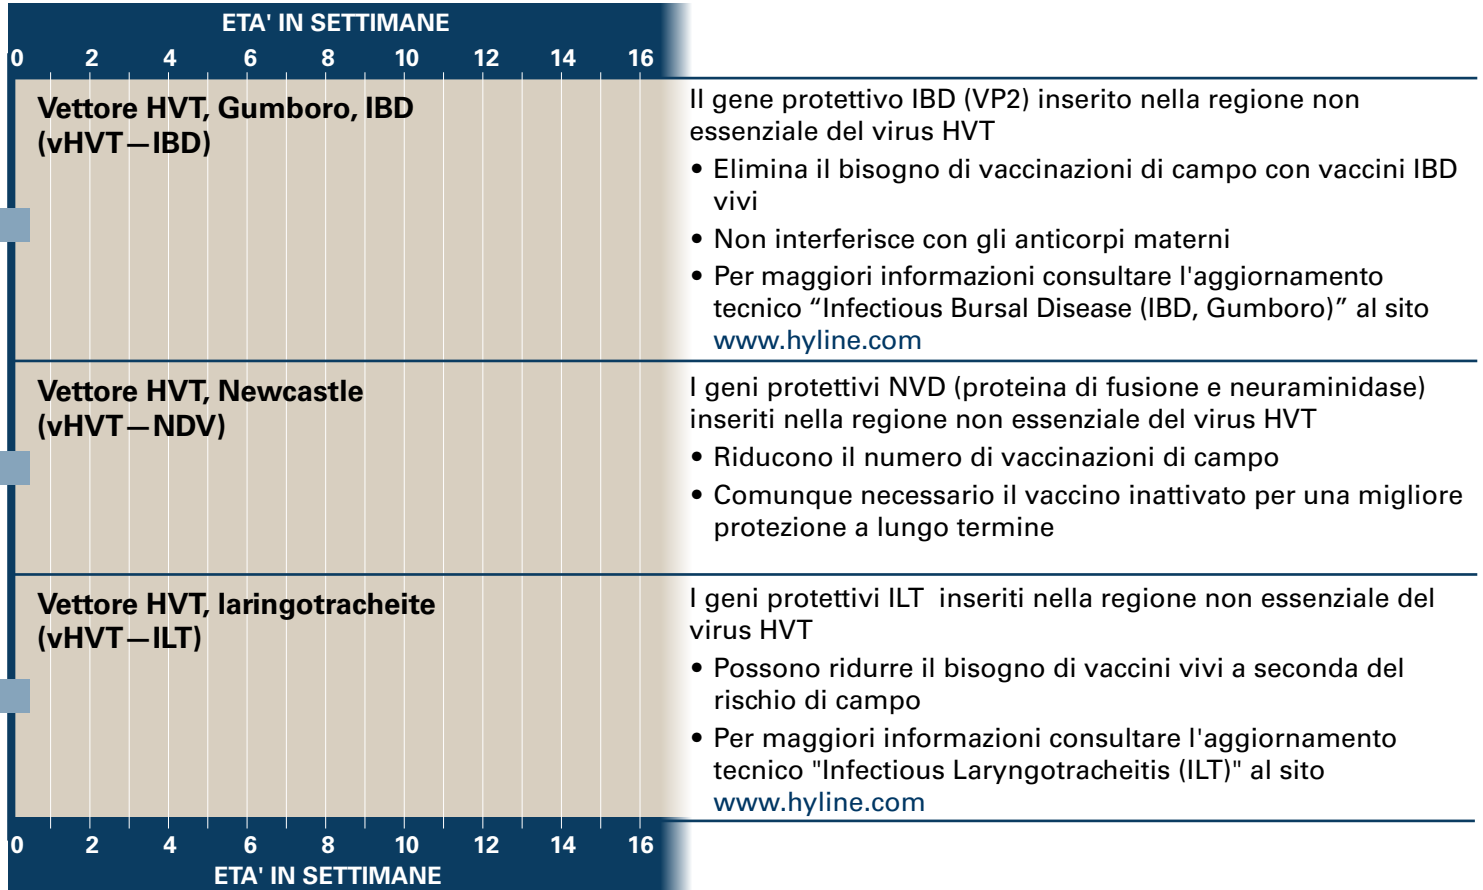 ETA' IN SETTIMANE
0 2 4 6 8 10 12 14 16
Vettore HVT, Gumboro, IBD
(vHVT—IBD)
Il gene protettivo IBD (VP2) inserito nella regione non
essenziale del virus HVT
• Elimina il bisogno di vaccinazioni di campo con vaccini IBD
vivi
• Non interferisce con gli anticorpi materni
• Per maggiori informazioni consultare l'aggiornamento
tecnico “Infectious Bursal Disease (IBD, Gumboro)” al sito
www.hyline.com
Vettore HVT, Newcastle
(vHVT—NDV)
I geni protettivi NVD (proteina di fusione e neuraminidase)
inseriti nella regione non essenziale del virus HVT
• Riducono il numero di vaccinazioni di campo
• Comunque necessario il vaccino inattivato per una migliore
protezione a lungo termine
Vettore HVT, laringotracheite
(vHVT—ILT)
I geni protettivi ILT inseriti nella regione non essenziale del
virus HVT
• Possono ridurre il bisogno di vaccini vivi a seconda del
rischio di campo
• Per maggiori informazioni consultare l'aggiornamento
tecnico "Infectious Laryngotracheitis (ILT)" al sito
www.hyline.com
0 2 4 6 8 10 12 14 16
ETA' IN SETTIMANE